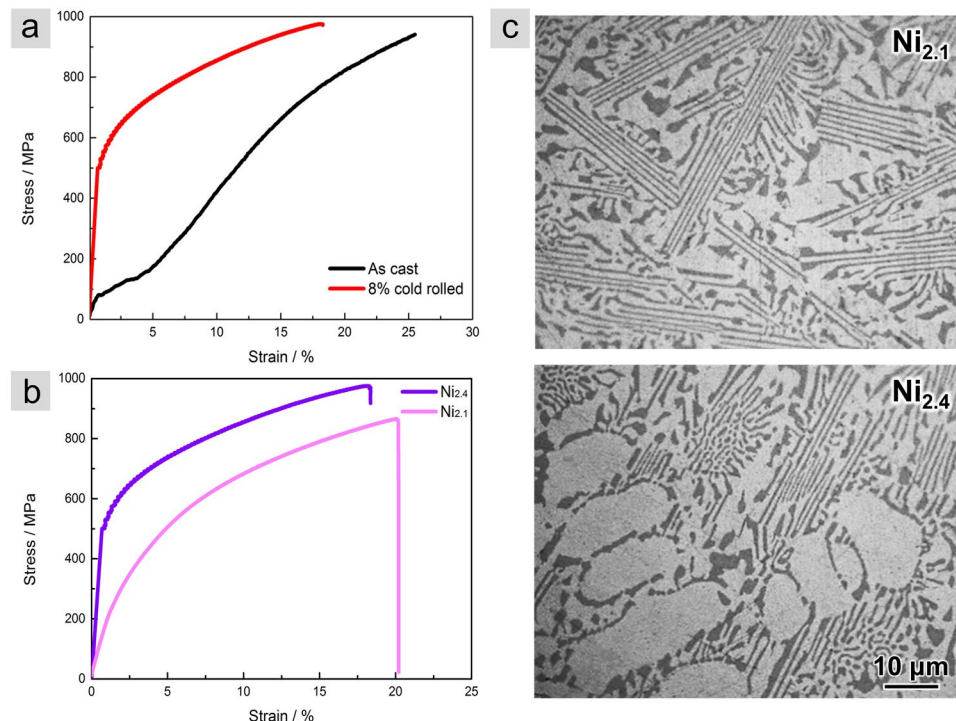 a
1000
800
600
400
200
0
Stress / MPa
As cast
8% cold rolled
5
10
15
20
25
30
Strain / %
b
1000
800
600
400
200
0
Stress / MPa
Ni2.4
Ni2.1
0
5
10
15
20
25
Strain / %
c
Ni2.1
Ni2.4
10 µm